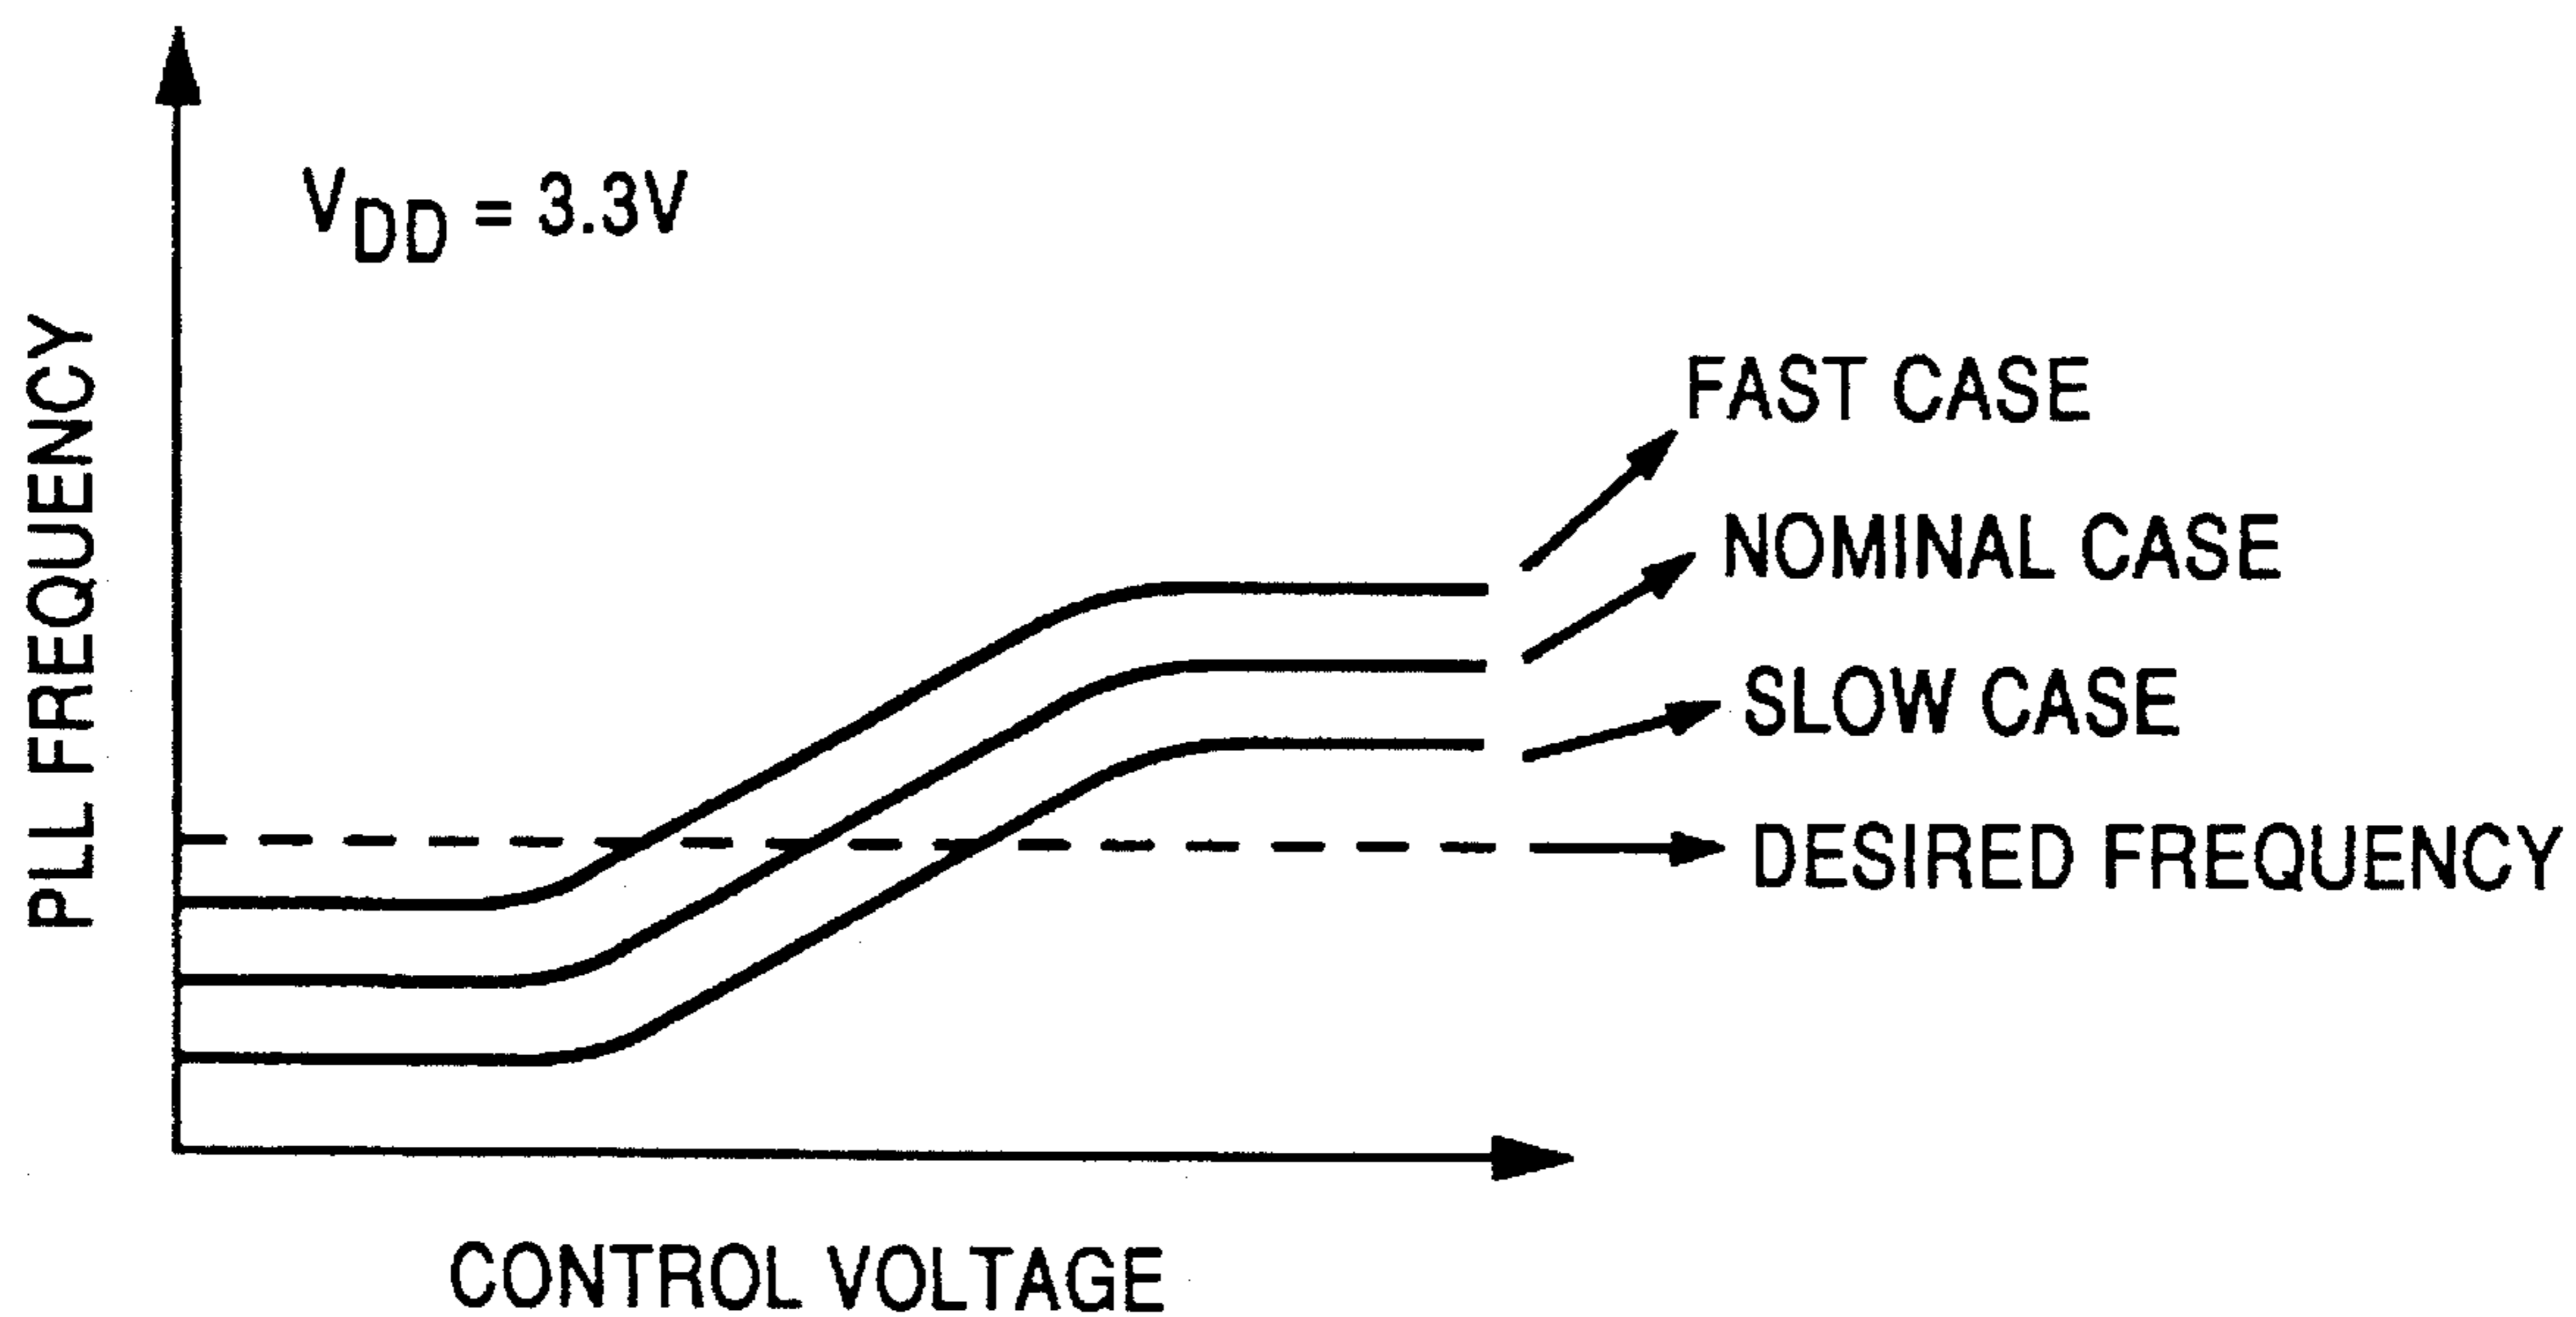 V_DD = 3.3V
PLL FREQUENCY
FAST CASE
NOMINAL CASE
SLOW CASE
DESIRED FREQUENCY
CONTROL VOLTAGE